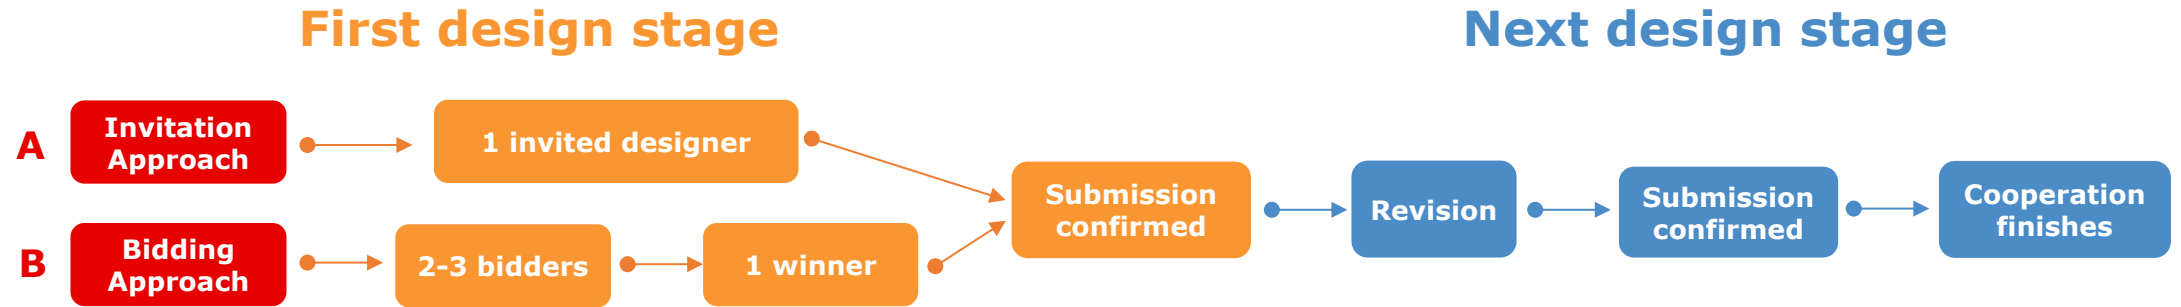 First design stage
Next design stage
A
Invitation
Approach
1 invited designer
B
Bidding
Approach
2-3 bidders
1 winner
Submission
confirmed
Revision
Submission
confirmed
Cooperation
finishes